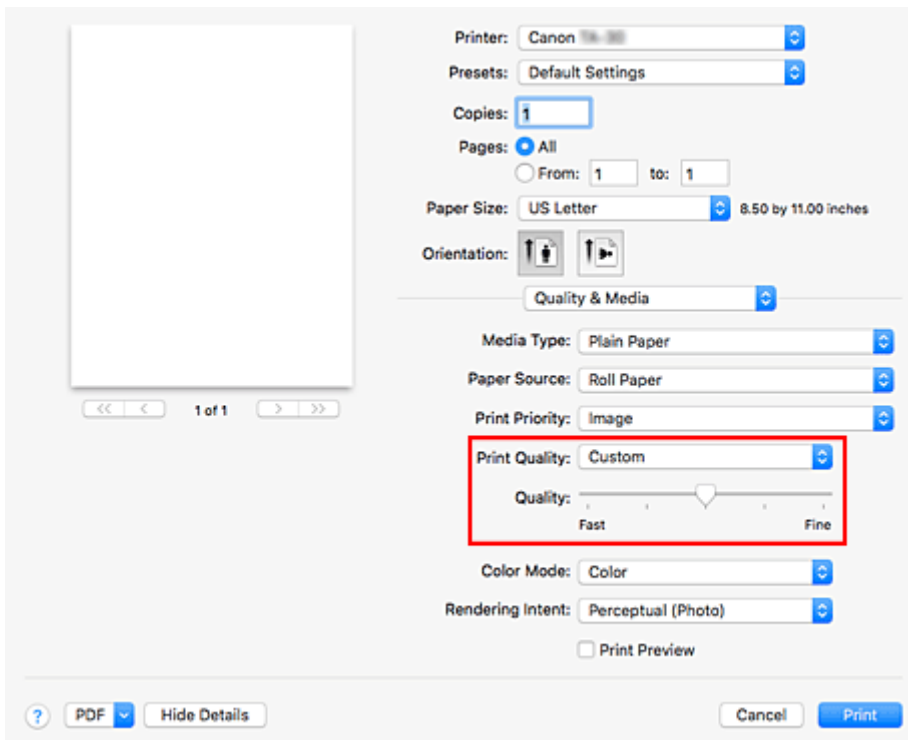 Printer: Canon
Presets: Default Settings
Copies: 1
Pages: All
From: 1 to: 1
Paper Size: US Letter 8.50 by 11.00 inches
Orientation:
Quality & Media
Media Type: Plain Paper
Paper Source: Roll Paper
<< < 1 of 1 > >>
Print Priority: Image
Print Quality: Custom
Quality:
Fast Fine
Color Mode: Color
Rendering Intent: Perceptual (Photo)
Print Preview
? PDF Hide Details Cancel Print